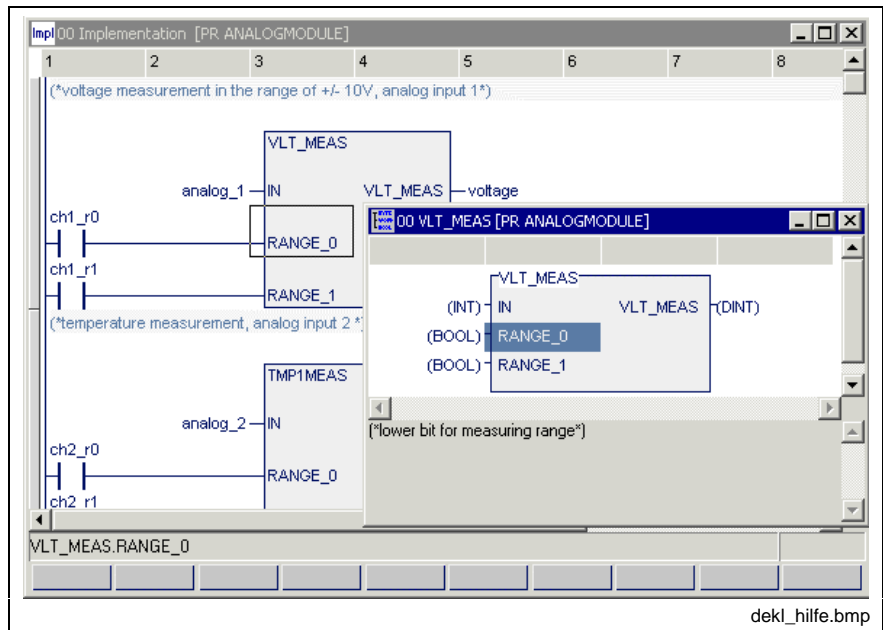 Impl 00 Implementation [PR ANALOGMODULE]
1 2 3 4 5 6 7 8
(*voltage measurement in the range of +/- 10V, analog input 1*)
VLT_MEAS
analog_1 IN VLT_MEAS voltage
ch1_r0
RANGE_0
ch1_r1
RANGE_1
(*temperature measurement, analog input 2 *
TMP1MEAS
analog_2 IN
ch2_r0
RANGE_0
ch2_r1
00 VLT_MEAS [PR ANALOGMODULE]
VLT_MEAS
(INT) IN VLT_MEAS (DINT)
(BOOL) RANGE_0
(BOOL) RANGE_1
(*lower bit for measuring range*)
VLT_MEAS.RANGE_0
dekl_hilfe.bmp